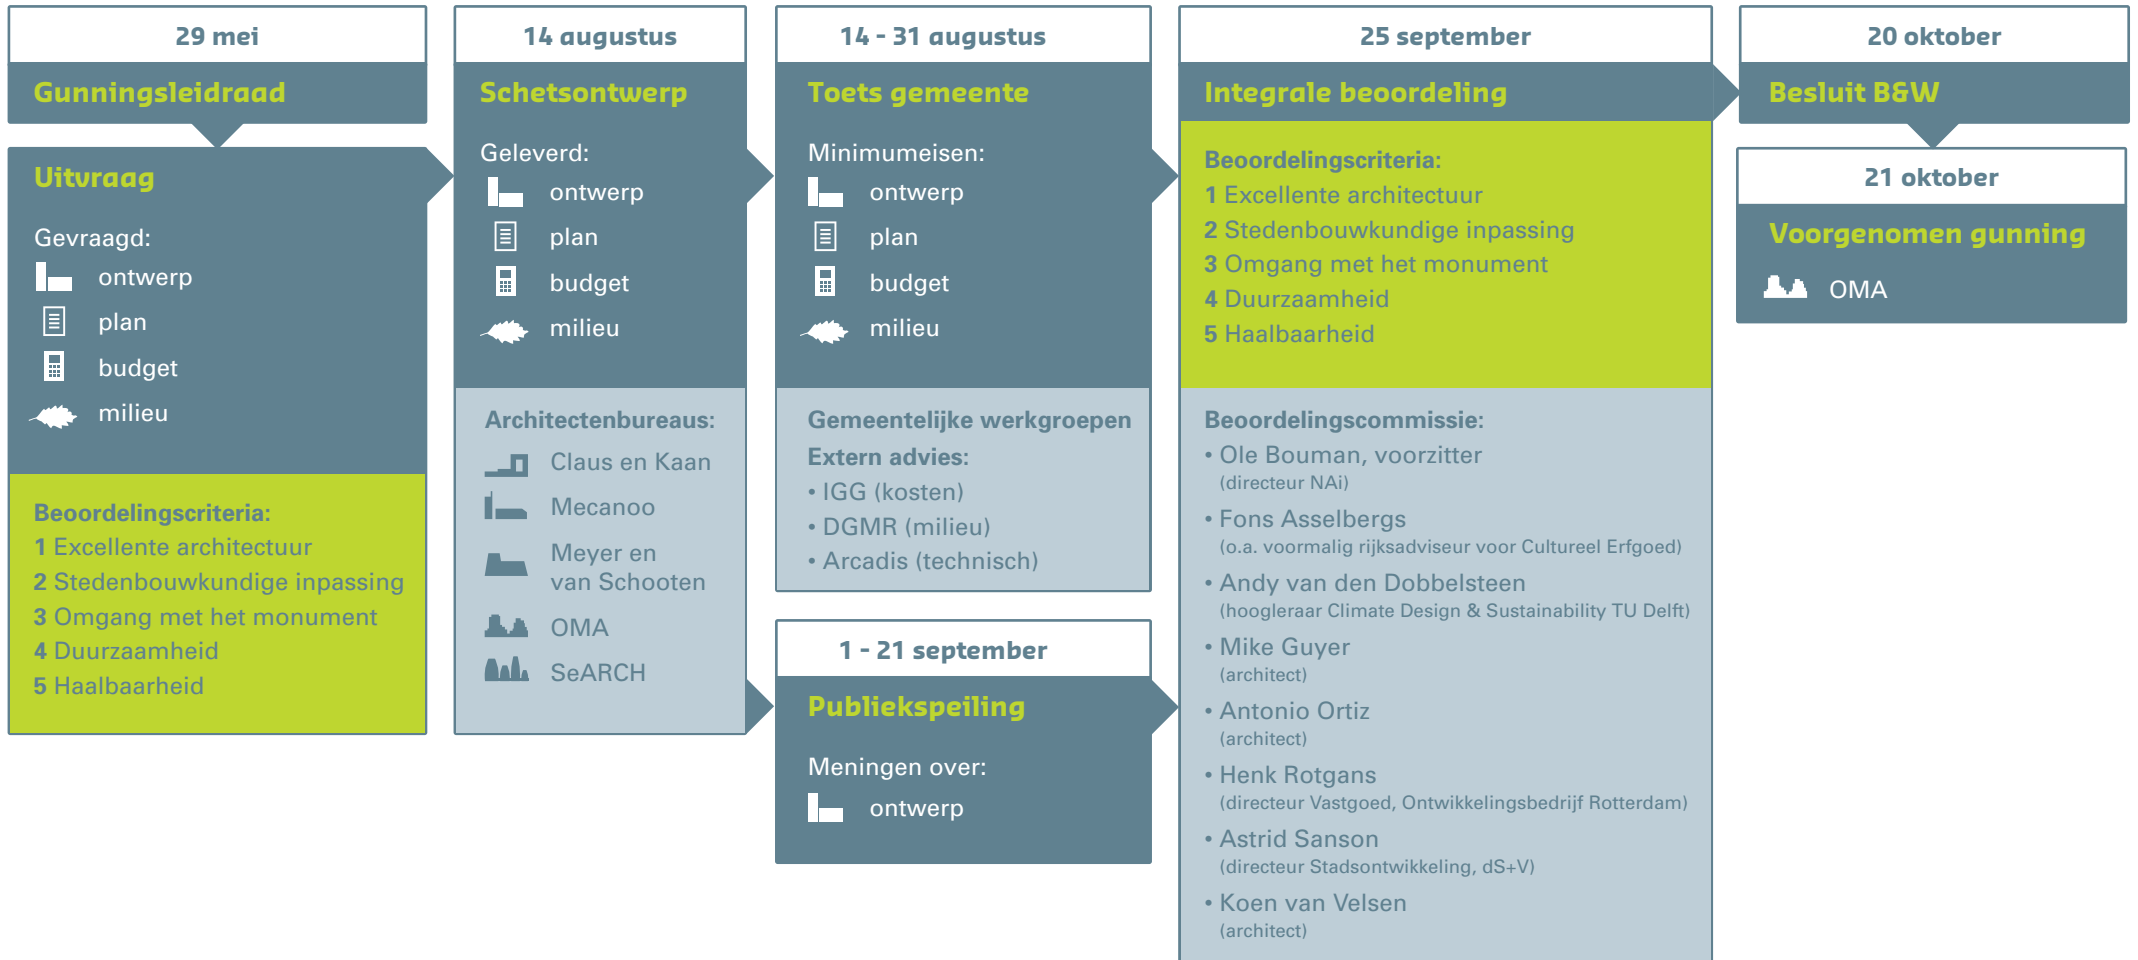 29 mei
Gunningsleidraad
Uitvraag
Gevraagd:
ontwerp
plan
budget
milieu
Beoordelingscriteria:
1 Excellente architectuur
2 Stedenbouwkundige inpassing
3 Omgang met het monument
4 Duurzaamheid
5 Haalbaarheid
14 augustus
Schetsontwerp
Geleverd:
ontwerp
plan
budget
milieu
Architectenbureaus:
Claus en Kaan
Mecanoo
Meyer en
van Schooten
OMA
SeARCH
14 - 31 augustus
Toets gemeente
Minimumeisen:
ontwerp
plan
budget
milieu
Gemeentelijke werkgroepen
Extern advies:
• IGG (kosten)
• DGMR (milieu)
• Arcadis (technisch)
1 - 21 september
Publiekspeiling
Meningen over:
ontwerp
25 september
Integrale beoordeling
Beoordelingscriteria:
1 Excellente architectuur
2 Stedenbouwkundige inpassing
3 Omgang met het monument
4 Duurzaamheid
5 Haalbaarheid
Beoordelingscommissie:
• Ole Bouman, voorzitter
(directeur NAi)
• Fons Asselbergs
(o.a. voormalig rijksadviseur voor Cultureel Erfgoed)
• Andy van den Dobbelsteen
(hoogleraar Climate Design & Sustainability TU Delft)
• Mike Guyer
(architect)
• Antonio Ortiz
(architect)
• Henk Rotgans
(directeur Vastgoed, Ontwikkelingsbedrijf Rotterdam)
• Astrid Sanson
(directeur Stadsontwikkeling, dS+V)
• Koen van Velsen
(architect)
20 oktober
Besluit B&W
21 oktober
Voorgenomen gunning
OMA